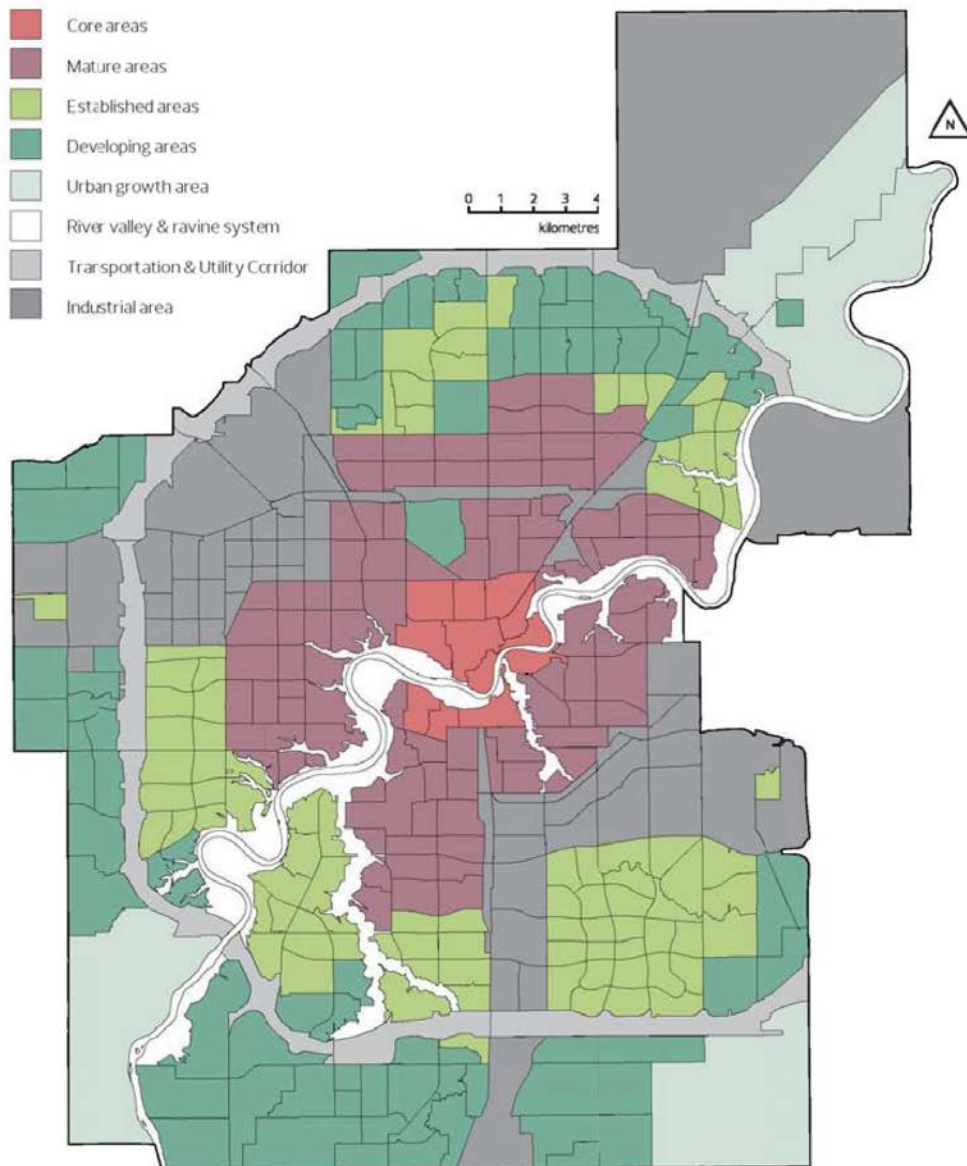 Core areas
Mature areas
Established areas
Developing areas
Urban growth area
River valley & ravine system
Transportation & Utility Corridor
Industrial area
N
0 1 2 3 4
kilometres